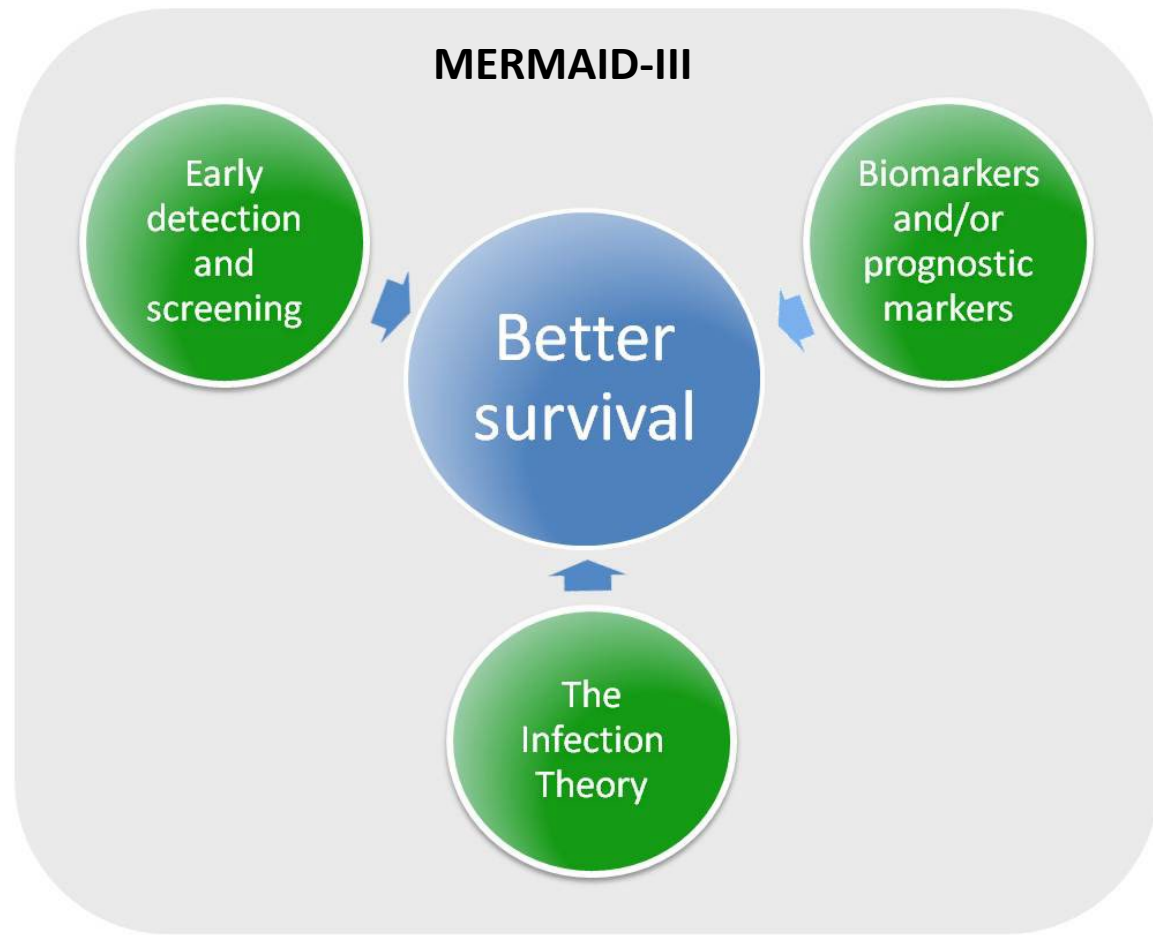 MERMAID-III
Early
detection
and
screening
Biomarkers
and/or
prognostic
markers
Better
survival
The
Infection
Theory